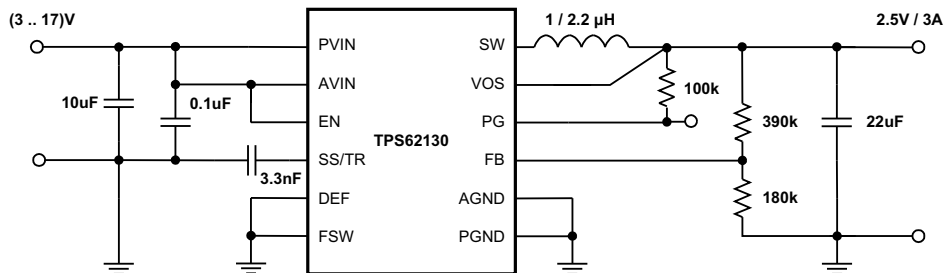 (3 .. 17)V
1 / 2.2 µH
2.5V / 3A
PVIN
SW
AVIN
VOS
10uF
0.1uF
100k
EN
PG
TPS62130
390k
22uF
SS/TR
FB
3.3nF
DEF
AGND
180k
FSW
PGND